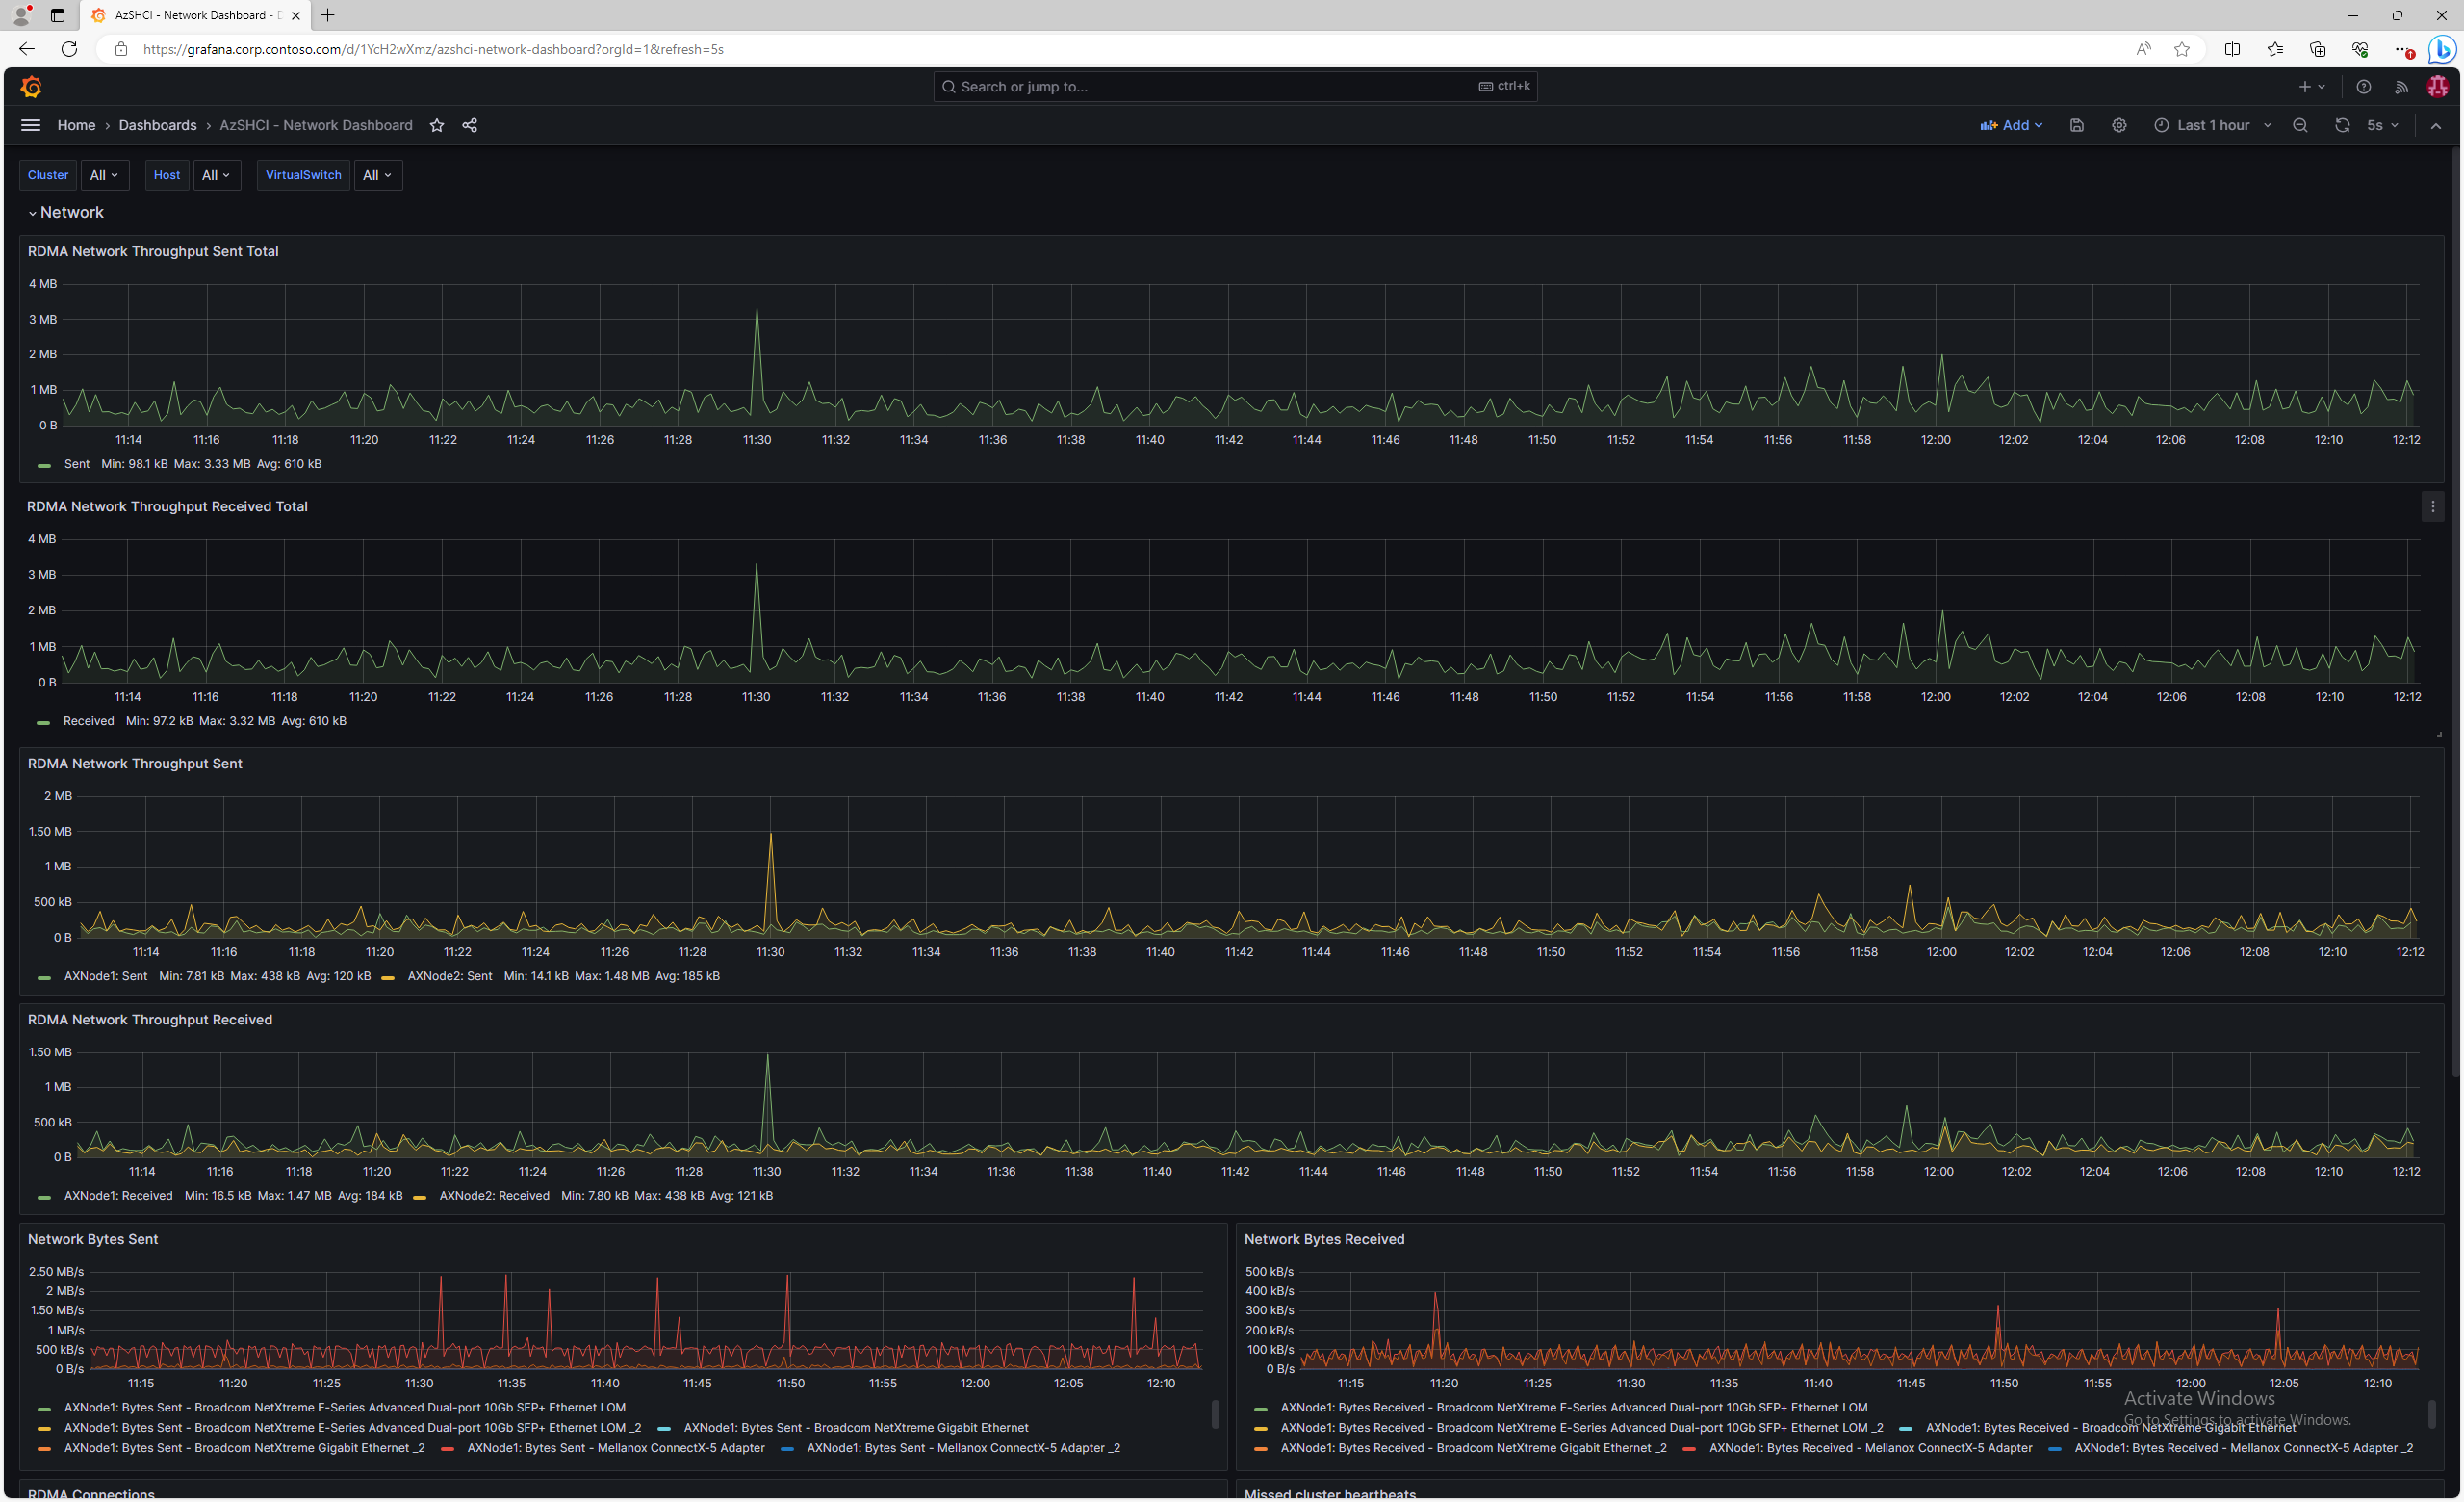 AzSHCI - Network Dashboard - D
https://grafana.corp.contoso.com/d/1YcH2wXmz/azshci-network-dashboard?orgId=1&refresh=5s
Search or jump to...
ctrl+k
Home › Dashboards › AzSHCI - Network Dashboard
Add
Last 1 hour
5s
Cluster All Host All VirtualSwitch All
Network
RDMA Network Throughput Sent Total
4 MB
3 MB
2 MB
1 MB
0 B
11:14 11:16 11:18 11:20 11:22 11:24 11:26 11:28 11:30 11:32 11:34 11:36 11:38 11:40 11:42 11:44 11:46 11:48 11:50 11:52 11:54 11:56 11:58 12:00 12:02 12:04 12:06 12:08 12:10 12:12
Sent Min: 98.1 kB Max: 3.33 MB Avg: 610 kB
RDMA Network Throughput Received Total
4 MB
3 MB
2 MB
1 MB
0 B
11:14 11:16 11:18 11:20 11:22 11:24 11:26 11:28 11:30 11:32 11:34 11:36 11:38 11:40 11:42 11:44 11:46 11:48 11:50 11:52 11:54 11:56 11:58 12:00 12:02 12:04 12:06 12:08 12:10 12:12
Received Min: 97.2 kB Max: 3.32 MB Avg: 610 kB
RDMA Network Throughput Sent
2 MB
1.50 MB
1 MB
500 kB
0 B
11:14 11:16 11:18 11:20 11:22 11:24 11:26 11:28 11:30 11:32 11:34 11:36 11:38 11:40 11:42 11:44 11:46 11:48 11:50 11:52 11:54 11:56 11:58 12:00 12:02 12:04 12:06 12:08 12:10 12:12
AXNode1: Sent Min: 7.81 kB Max: 438 kB Avg: 120 kB AXNode2: Sent Min: 14.1 kB Max: 1.48 MB Avg: 185 kB
RDMA Network Throughput Received
1.50 MB
1 MB
500 kB
0 B
11:14 11:16 11:18 11:20 11:22 11:24 11:26 11:28 11:30 11:32 11:34 11:36 11:38 11:40 11:42 11:44 11:46 11:48 11:50 11:52 11:54 11:56 11:58 12:00 12:02 12:04 12:06 12:08 12:10 12:12
AXNode1: Received Min: 16.5 kB Max: 1.47 MB Avg: 184 kB AXNode2: Received Min: 7.80 kB Max: 438 kB Avg: 121 kB
Network Bytes Sent
2.50 MB/s
2 MB/s
1.50 MB/s
1 MB/s
500 kB/s
0 B/s
11:15 11:20 11:25 11:30 11:35 11:40 11:45 11:50 11:55 12:00 12:05 12:10
AXNode1: Bytes Sent - Broadcom NetXtreme E-Series Advanced Dual-port 10Gb SFP+ Ethernet LOM
AXNode1: Bytes Sent - Broadcom NetXtreme E-Series Advanced Dual-port 10Gb SFP+ Ethernet LOM _2 AXNode1: Bytes Sent - Broadcom NetXtreme Gigabit Ethernet
AXNode1: Bytes Sent - Broadcom NetXtreme Gigabit Ethernet _2 AXNode1: Bytes Sent - Mellanox ConnectX-5 Adapter AXNode1: Bytes Sent - Mellanox ConnectX-5 Adapter _2
Network Bytes Received
500 kB/s
400 kB/s
300 kB/s
200 kB/s
100 kB/s
0 B/s
11:15 11:20 11:25 11:30 11:35 11:40 11:45 11:50 11:55 12:00 12:05 12:10
AXNode1: Bytes Received - Broadcom NetXtreme E-Series Advanced Dual-port 10Gb SFP+ Ethernet LOM
AXNode1: Bytes Received - Broadcom NetXtreme E-Series Advanced Dual-port 10Gb SFP+ Ethernet LOM _2 AXNode1: Bytes Received - Broadcom NetXtreme Gigabit Ethernet
AXNode1: Bytes Received - Broadcom NetXtreme Gigabit Ethernet _2 AXNode1: Bytes Received - Mellanox ConnectX-5 Adapter AXNode1: Bytes Received - Mellanox ConnectX-5 Adapter _2
Activate Windows
Go to Settings to activate Windows.
RDMA Connections
Missed cluster heartbeats